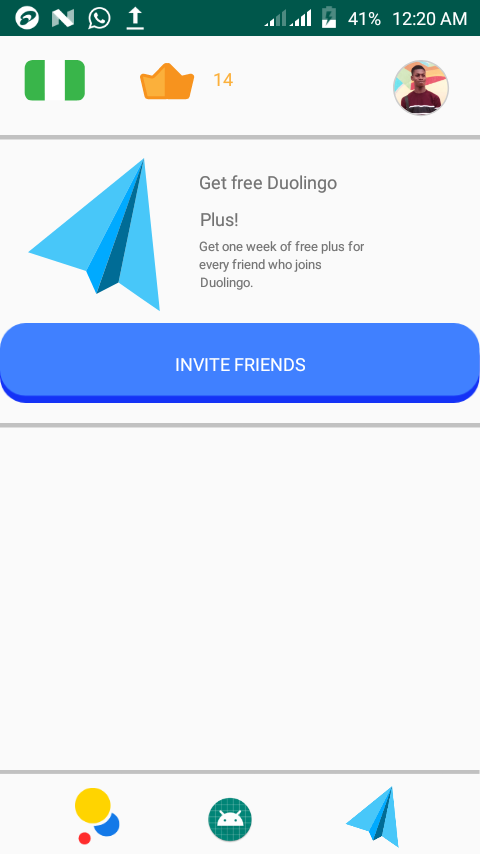 41% 12:20 AM
14
Get free Duolingo
Plus!
Get one week of free plus for
every friend who joins
Duolingo.
INVITE FRIENDS